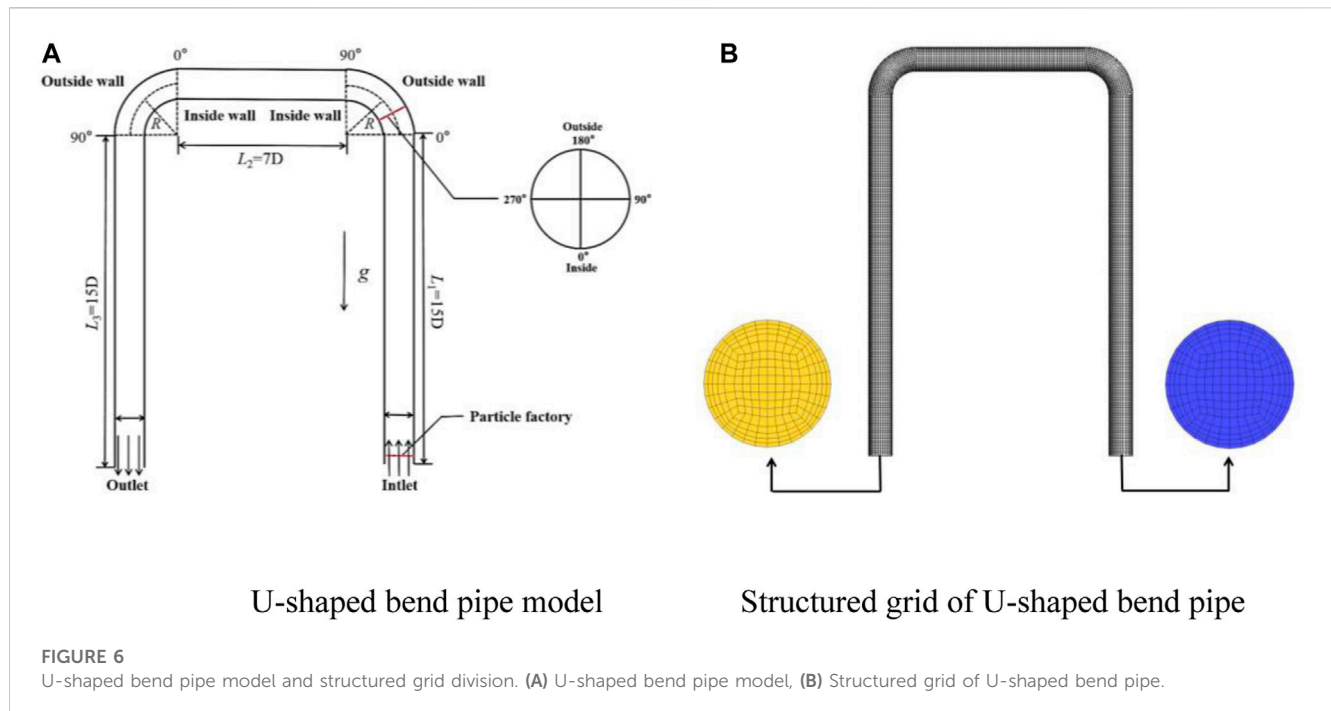 A
0°
90°
Outside wall
Outside wall
Inside wall
Inside wall
R
R
90°
0°
L₂=7D
Outside
180°
270°
90°
0°
Inside
g
L₃=15D
L₁=15D
Particle factory
Outlet
Intlet
U-shaped bend pipe model
B
Structured grid of U-shaped bend pipe
FIGURE 6
U-shaped bend pipe model and structured grid division. (A) U-shaped bend pipe model, (B) Structured grid of U-shaped bend pipe.